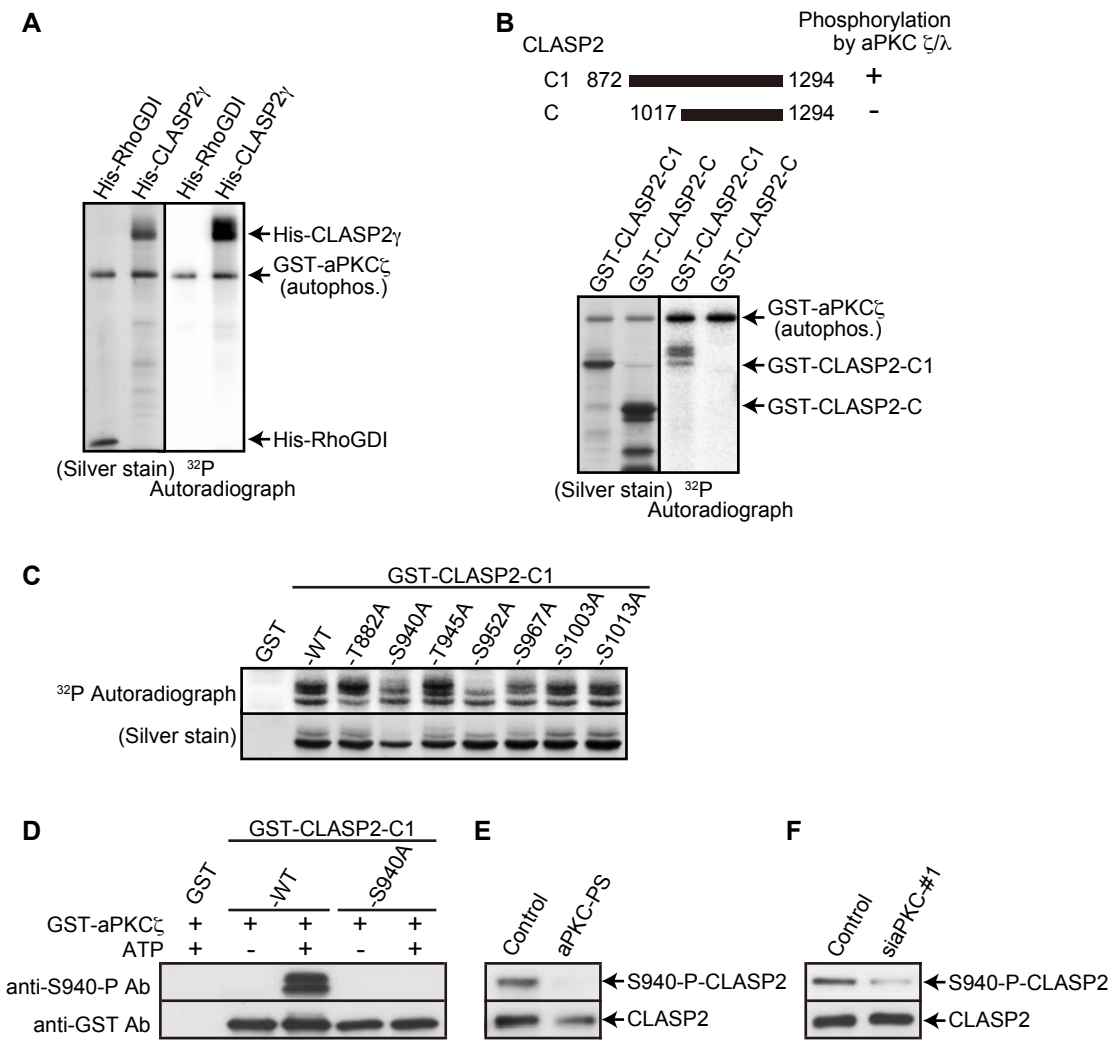 A
His-RhoGDI
His-CLASP2γ
His-RhoGDI
His-CLASP2γ
His-CLASP2γ
GST-aPKCζ
(autophos.)
His-RhoGDI
(Silver stain) ³²P
Autoradiograph
B
CLASP2
Phosphorylation
by aPKC ζ/λ
C1 872 1294 +
C 1017 1294 -
GST-CLASP2-C1
GST-CLASP2-C
GST-CLASP2-C1
GST-CLASP2-C
GST-aPKCζ
(autophos.)
GST-CLASP2-C1
GST-CLASP2-C
(Silver stain) ³²P
Autoradiograph
C
GST-CLASP2-C1
GST
-WT
-T882A
-S940A
-T945A
-S952A
-S967A
-S1003A
-S1013A
³²P Autoradiograph
(Silver stain)
D
GST-CLASP2-C1
GST
-WT
-S940A
GST-aPKCζ + + + + +
ATP + - + - +
anti-S940-P Ab
anti-GST Ab
E
Control
aPKC-PS
S940-P-CLASP2
CLASP2
F
Control
siaPKC-#1
S940-P-CLASP2
CLASP2